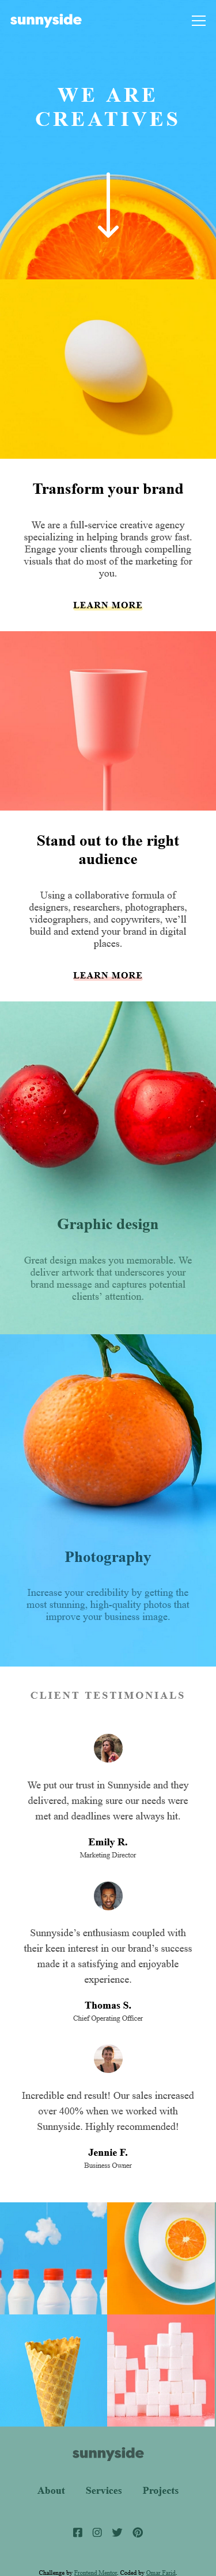 sunnyside
WE ARE
CREATIVES
Transform your brand
We are a full-service creative agency
specializing in helping brands grow fast.
Engage your clients through compelling
visuals that do most of the marketing for
you.
LEARN MORE
Stand out to the right
audience
Using a collaborative formula of
designers, researchers, photographers,
videographers, and copywriters, we’ll
build and extend your brand in digital
places.
LEARN MORE
Graphic design
Great design makes you memorable. We
deliver artwork that underscores your
brand message and captures potential
clients’ attention.
Photography
Increase your credibility by getting the
most stunning, high-quality photos that
improve your business image.
CLIENT TESTIMONIALS
We put our trust in Sunnyside and they
delivered, making sure our needs were
met and deadlines were always hit.
Emily R.
Marketing Director
Sunnyside’s enthusiasm coupled with
their keen interest in our brand’s success
made it a satisfying and enjoyable
experience.
Thomas S.
Chief Operating Officer
Incredible end result! Our sales increased
over 400% when we worked with
Sunnyside. Highly recommended!
Jennie F.
Business Owner
sunnyside
About Services Projects
Challenge by Frontend Mentor. Coded by Omar Farid.